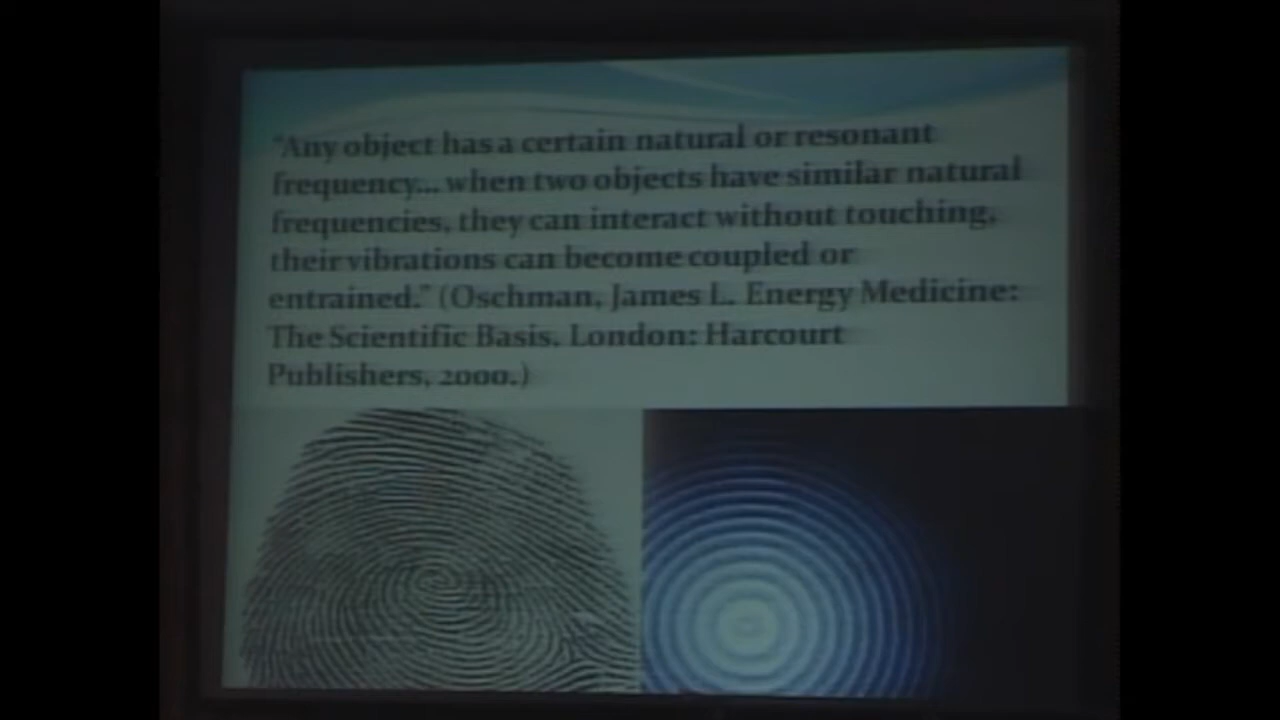 "Any object has a certain natural or resonant
frequency... when two objects have similar natural
frequencies, they can interact without touching,
their vibrations can become coupled or
entrained." (Oschman, James L. Energy Medicine:
The Scientific Basis. London: Harcourt
Publishers, 2000.)